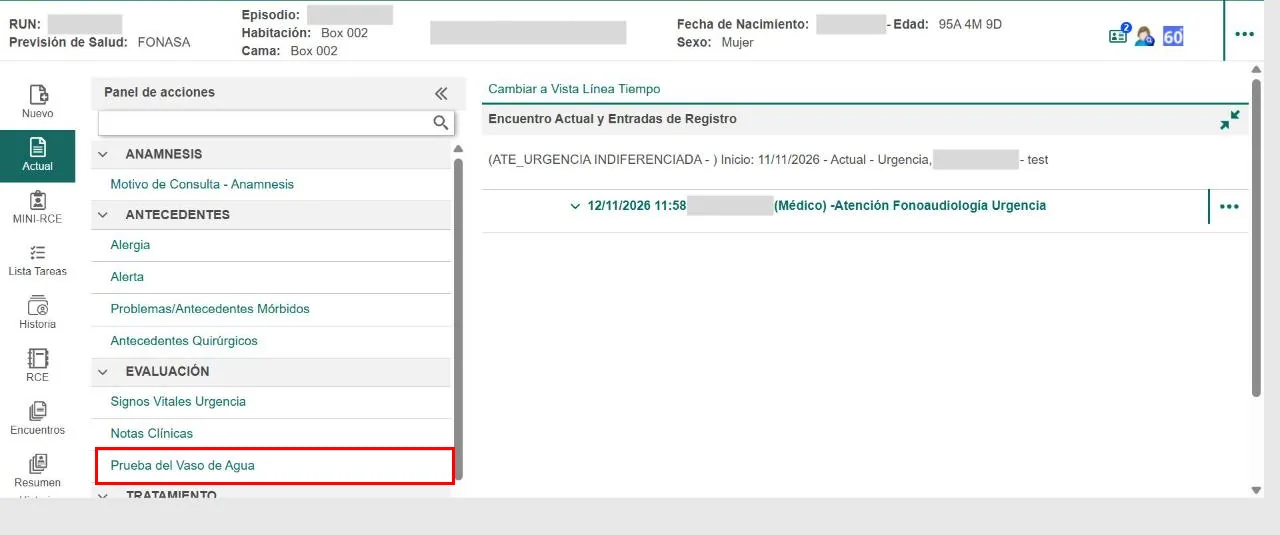 RUN:
Previsión de Salud: FONASA
Episodio:
Habitación: Box 002
Cama: Box 002
Fecha de Nacimiento: - Edad: 95A 4M 9D
Sexo: Mujer
2
60
Nuevo
Actual
MINI-RCE
Lista Tareas
Historia
RCE
Encuentros
Resumen
Panel de acciones
ANAMNESIS
Motivo de Consulta - Anamnesis
ANTECEDENTES
Alergia
Alerta
Problemas/Antecedentes Mórbidos
Antecedentes Quirúrgicos
EVALUACIÓN
Signos Vitales Urgencia
Notas Clínicas
Prueba del Vaso de Agua
TRATAMIENTO
Cambiar a Vista Línea Tiempo
Encuentro Actual y Entradas de Registro
(ATE_URGENCIA INDIFERENCIADA - ) Inicio: 11/11/2026 - Actual - Urgencia, - test
12/11/2026 11:58 (Médico) -Atención Fonoaudiología Urgencia